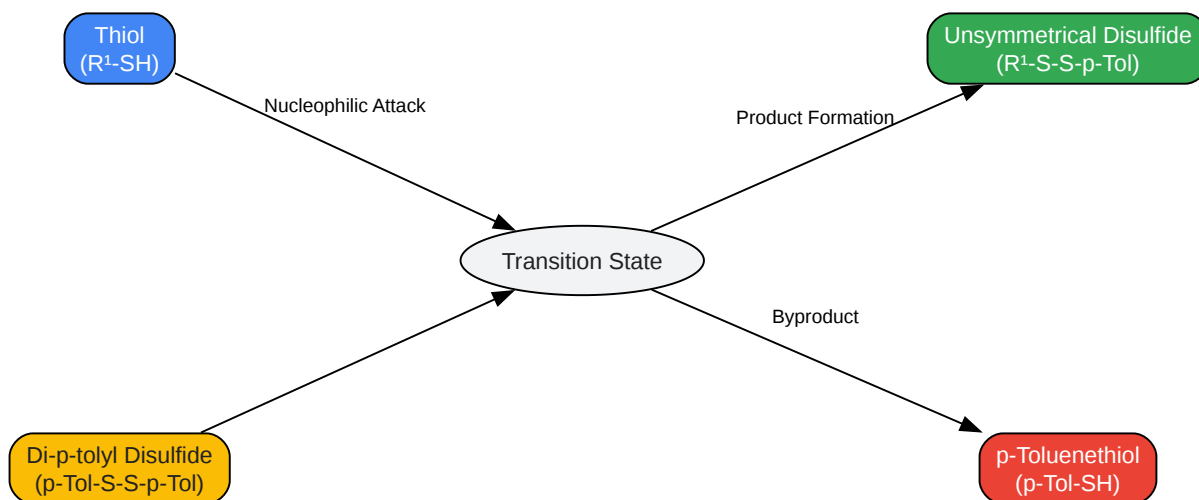 Thiol
(R¹-SH)
Unsymmetrical Disulfide
(R¹-S-S-p-Tol)
Nucleophilic Attack
Product Formation
Transition State
Byproduct
Di-p-tolyl Disulfide
(p-Tol-S-S-p-Tol)
p-Toluenethiol
(p-Tol-SH)